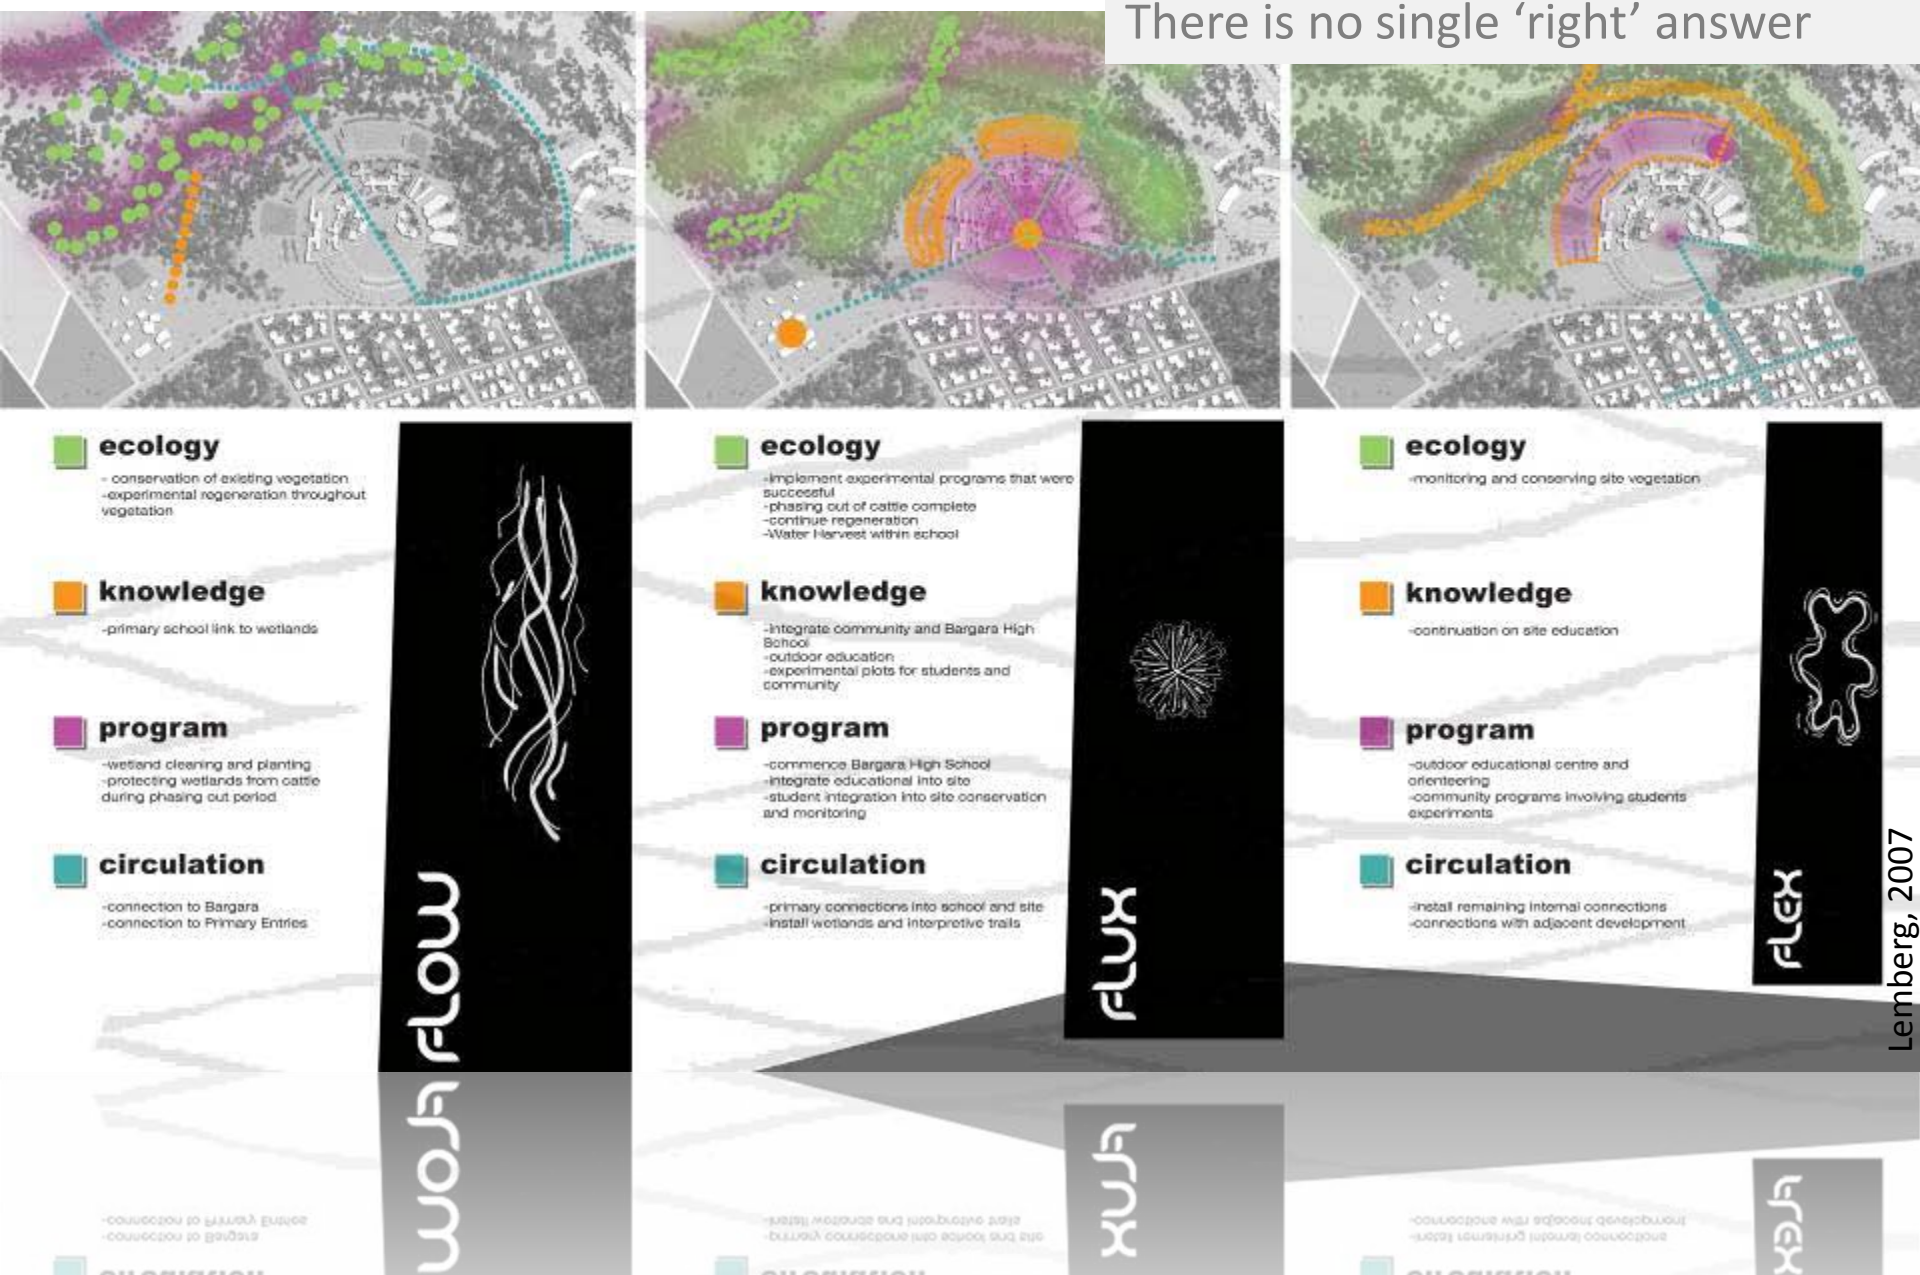 There is no single ‘right’ answer
ecology
- conservation of existing vegetation
-experimental regeneration throughout
vegetation
knowledge
-primary school link to wetlands
program
-wetland cleaning and planting
-protecting wetlands from cattle
during phasing out period
circulation
-connection to Bargara
-connection to Primary Entries
FLOW
ecology
-implement experimental programs that were
successful
-phasing out of cattle complete
-continue regeneration
-Water Harvest within school
knowledge
-integrate community and Bargara High
School
-outdoor education
-experimental plots for students and
community
program
-commence Bargara High School
-integrate educational into site
-student integration into site conservation
and monitoring
circulation
-primary connections into school and site
-install wetlands and interpretive trails
FLUX
ecology
-monitoring and conserving site vegetation
knowledge
-continuation on site education
program
-outdoor educational centre and
orienteering
-community programs involving students
experiments
circulation
-install remaining internal connections
-connections with adjacent development
FLEX
Lemberg, 2007